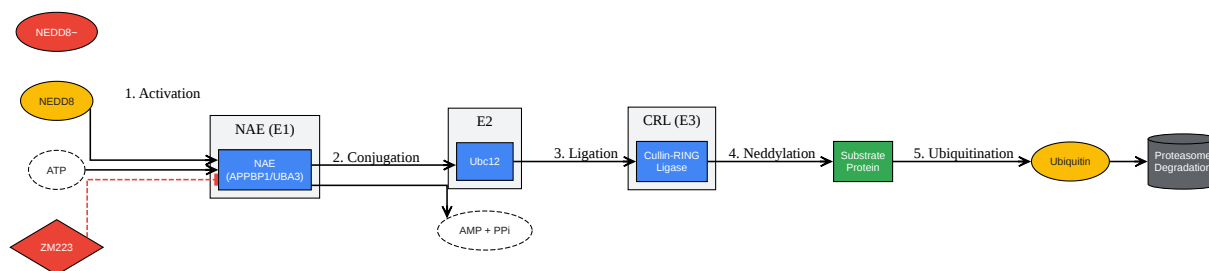 NEDD8~
NEDD8
1. Activation
ATP
ZM223
NAE (E1)
NAE
(APPBP1/UBA3)
2. Conjugation
E2
Ubc12
AMP + PPi
3. Ligation
CRL (E3)
Cullin-RING
Ligase
4. Neddylation
Substrate
Protein
5. Ubiquitination
Ubiquitin
Proteasome
Degradation